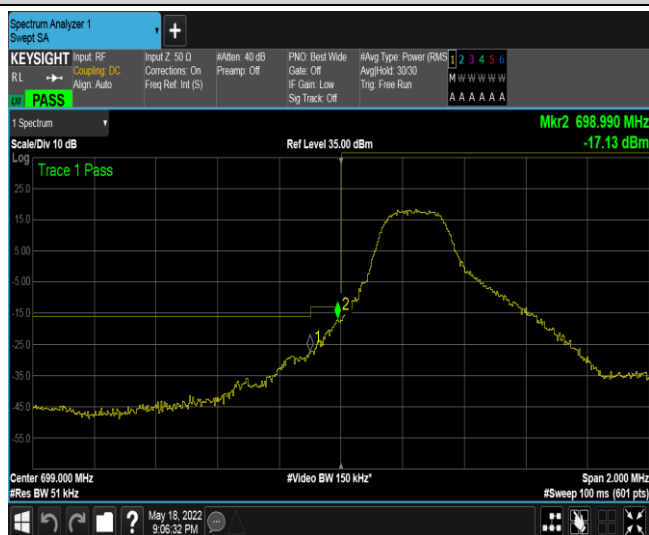 Spectrum Analyzer 1
Swept SA
+
KEYSIGHT
RL
PASS
Input: RF
Coupling: DC
Align: Auto
Input Z: 50 Ω
Corrections: On
Freq Ref: Int (S)
#Atten: 40 dB
Preamp: Off
PNO: Best Wide
Gate: Off
IF Gain: Low
Sig Track: Off
#Avg Type: Power (RMS
Avg|Hold: 30/30
Trig: Free Run
1 2 3 4 5 6
M W W W W W
A A A A A A
1 Spectrum
Scale/Div 10 dB
Log
Ref Level 35.00 dBm
Mkr2 698.990 MHz
-17.13 dBm
Trace 1 Pass
25.0
15.0
5.00
-5.00
-15.0
-25.0
-35.0
-45.0
-55.0
2
1
Center 699.000 MHz
#Res BW 51 kHz
#Video BW 150 kHz*
Span 2.000 MHz
#Sweep 100 ms (601 pts)
?
May 18, 2022
9:06:32 PM